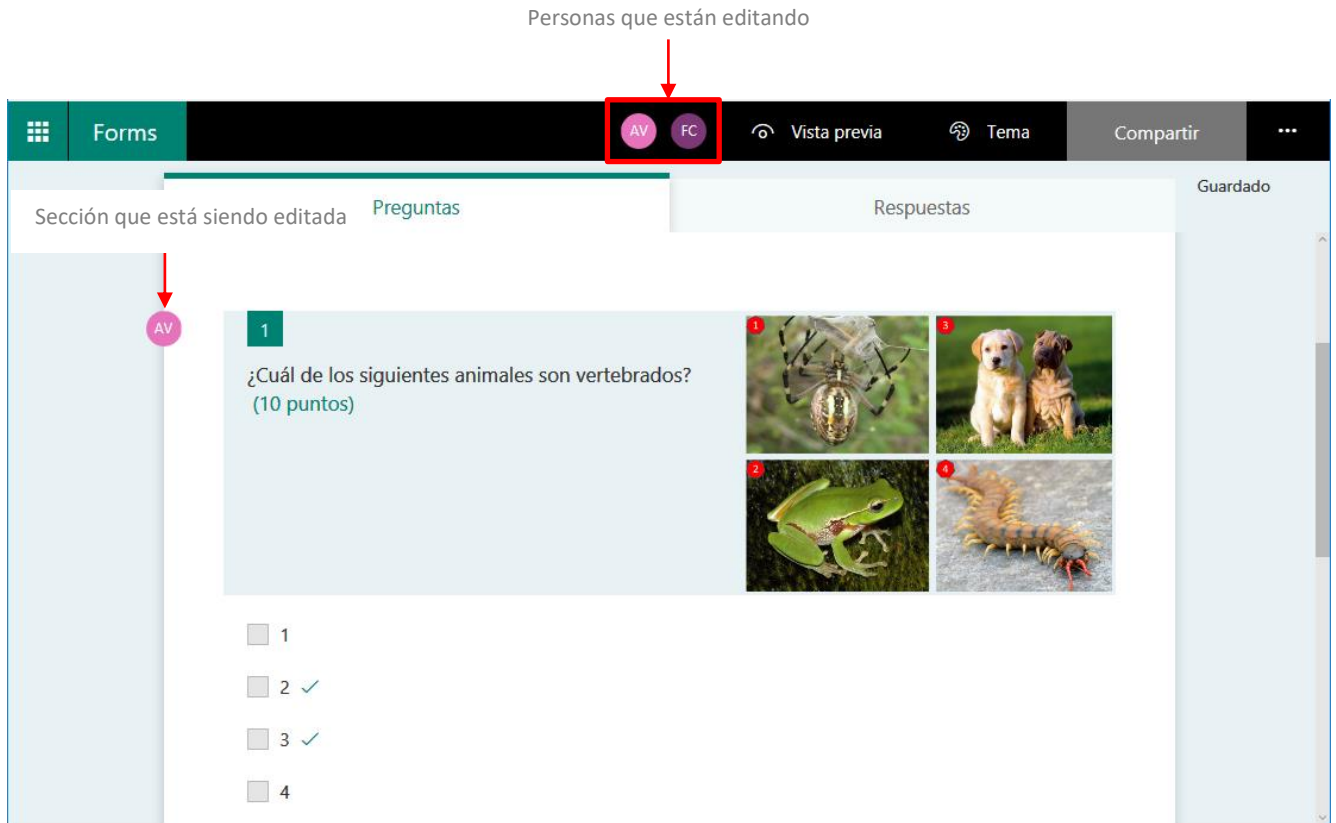 Personas que están editando
Forms
AV
FC
Vista previa
Tema
Compartir
...
Sección que está siendo editada
Preguntas
Respuestas
Guardado
AV
1
¿Cuál de los siguientes animales son vertebrados?
(10 puntos)
1
3
2
4
1
2
3
4